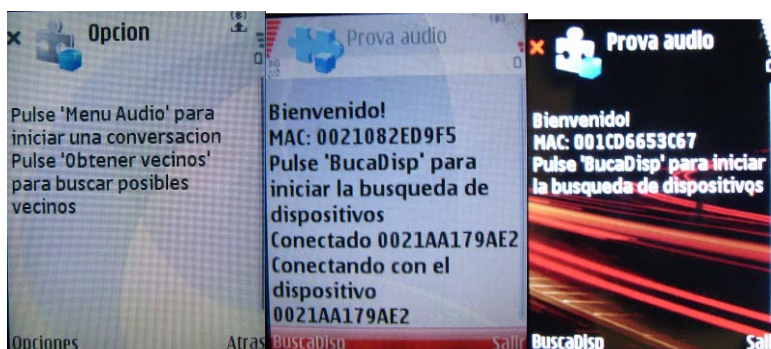 Opcion
Pulse 'Menu Audio' para
iniciar una conversacion
Pulse 'Obtener vecinos'
para buscar posibles
vecinos
Opciones
Atras
Prova audio
3G
Bienvenido!
MAC: 0021082ED9F5
Pulse 'BucaDisp' para
iniciar la busqueda de
dispositivos
Conectado 0021AA179AE2
Conectando con el
dispositivo
0021AA179AE2
BuscaDisp
Salir
Prova audio
Bienvenido!
MAC: 001CD6653C67
Pulse 'BucaDisp' para iniciar
la busqueda de dispositivos
BuscaDisp
Sali